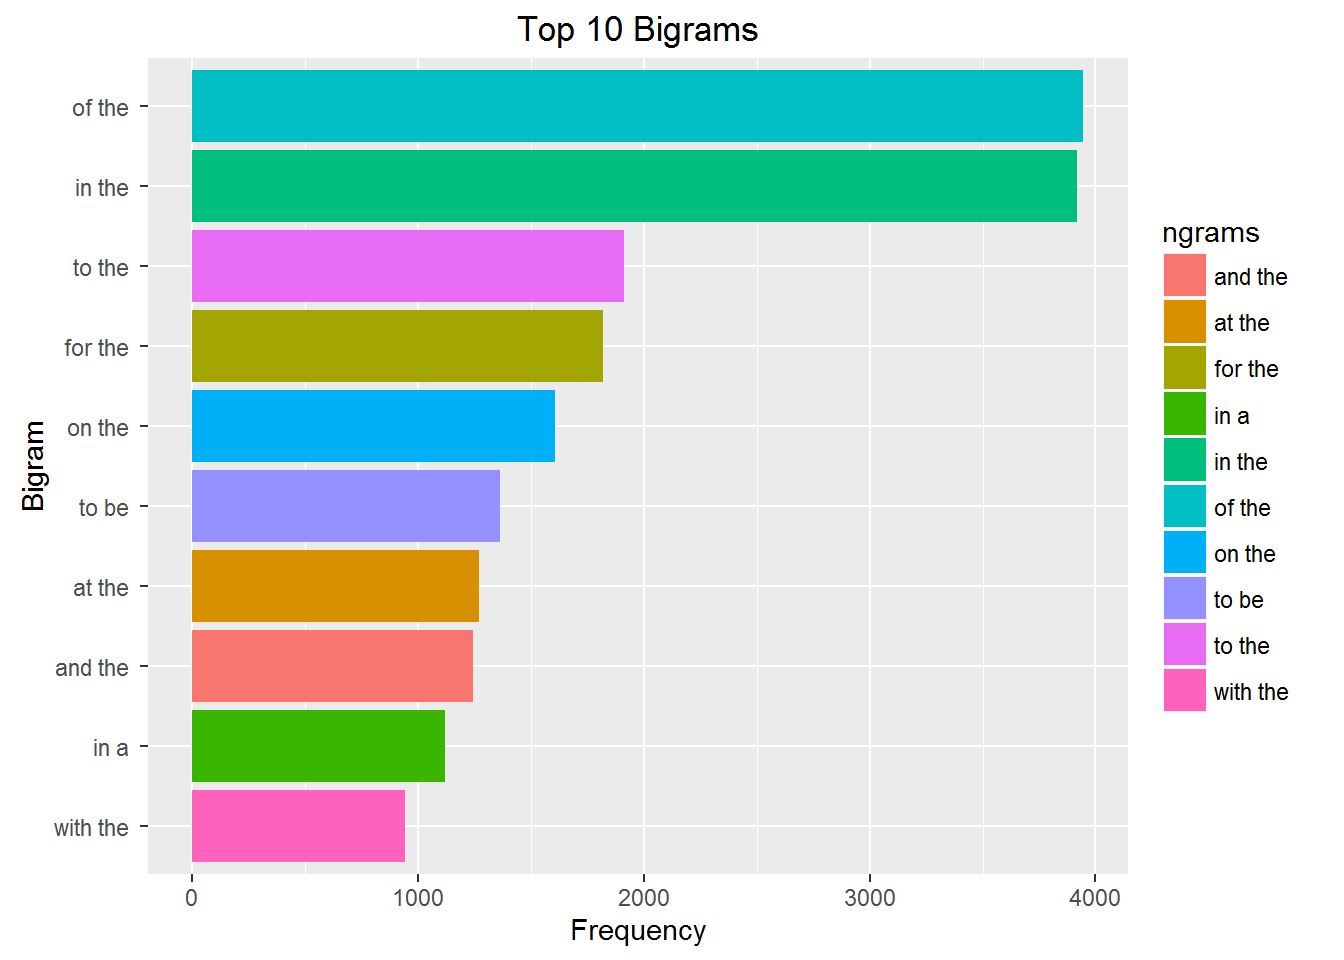 Top 10 Bigrams
Bigram
of the
in the
to the
for the
on the
to be
at the
and the
in a
with the
0 1000 2000 3000 4000
Frequency
ngrams
and the
at the
for the
in a
in the
of the
on the
to be
to the
with the